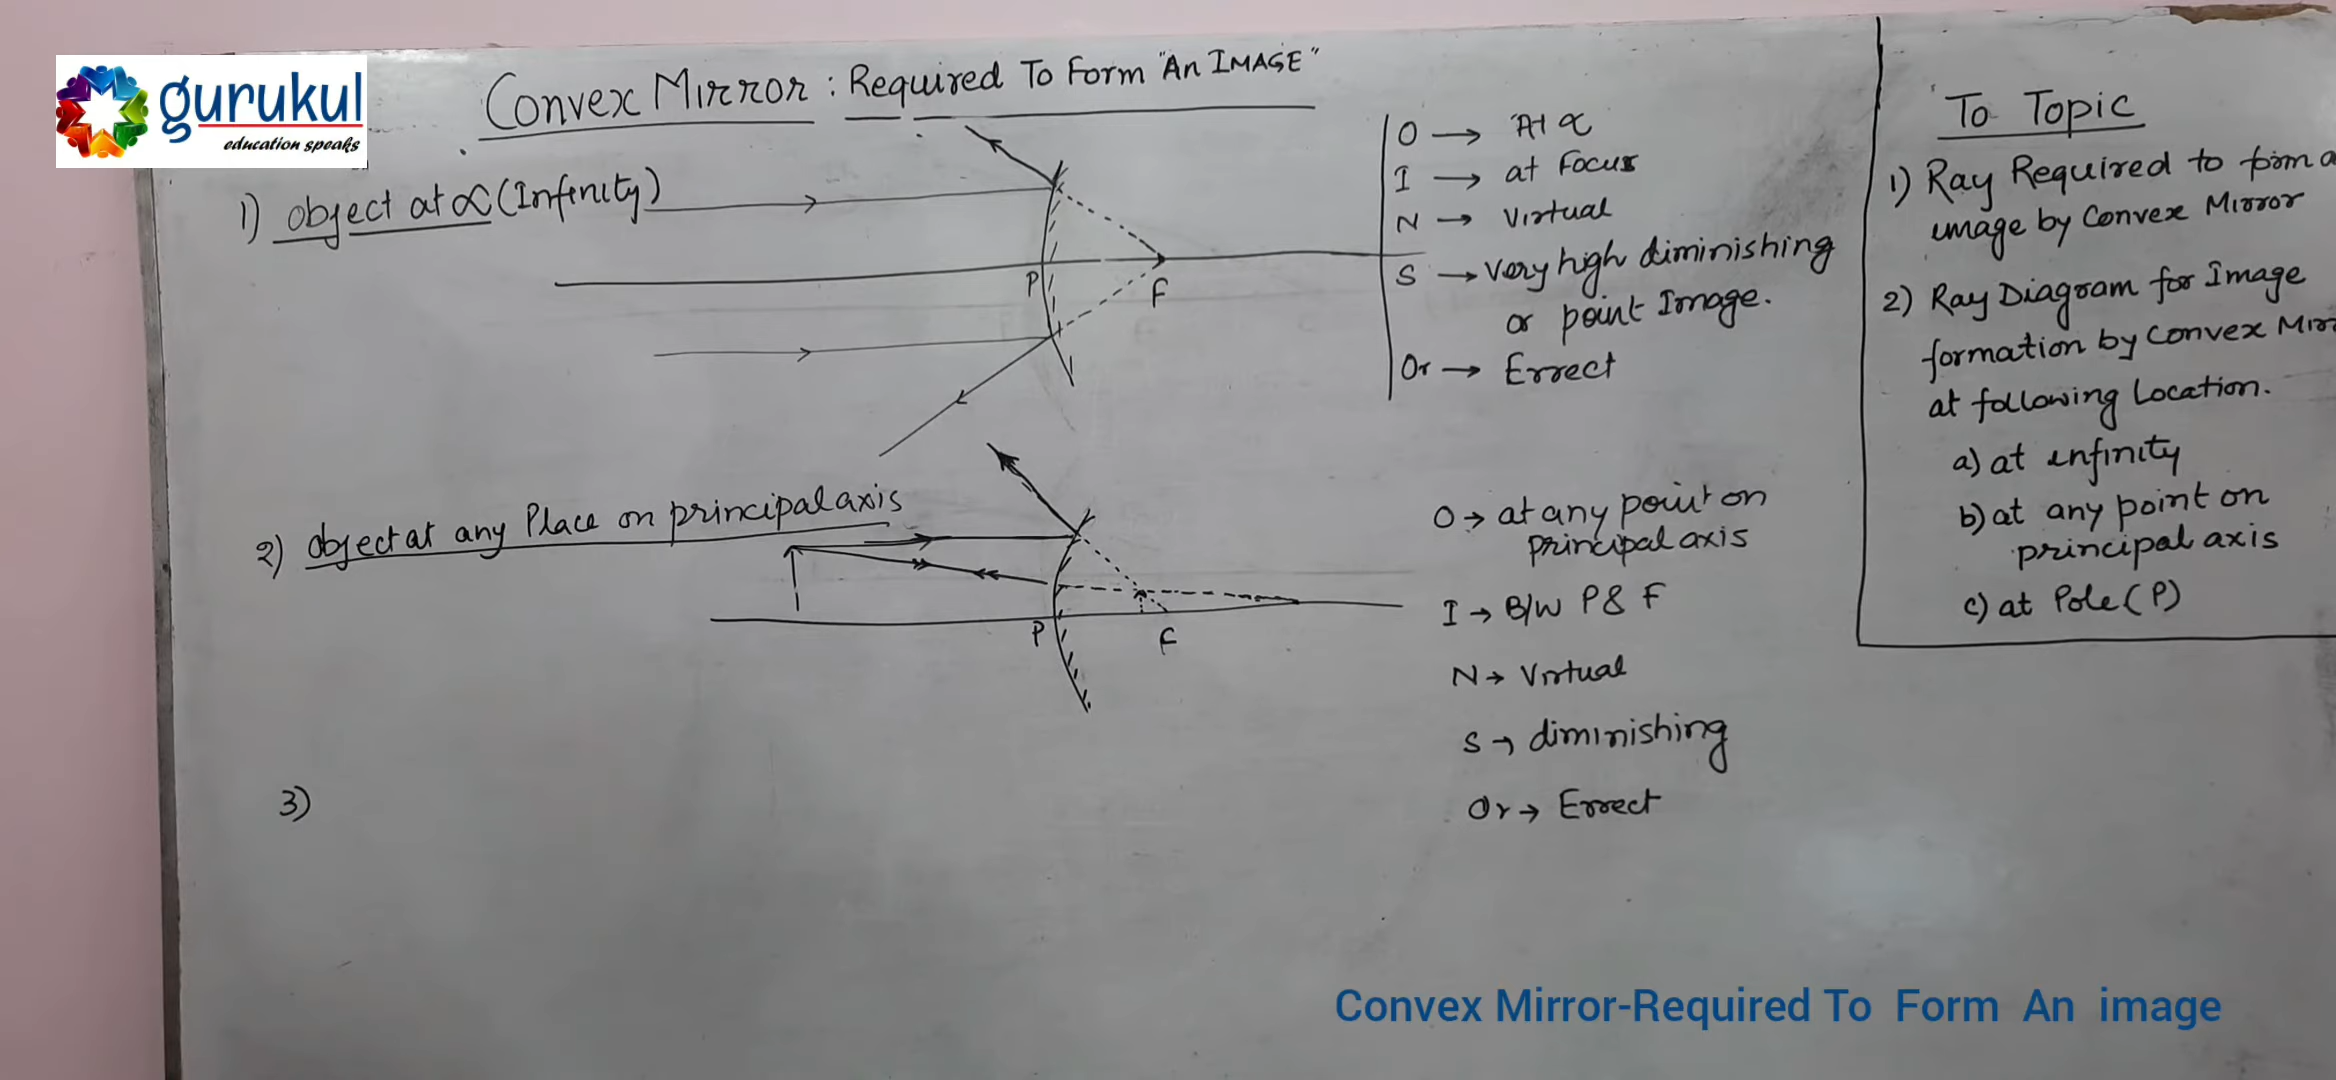 gurukul
education speaks
Convex Mirror : Required To Form "An IMAGE"
1) object at ∝ (Infinity)
P
F
O → At ∝
I → at Focus
N → Virtual
S → Very high diminishing
or point Image.
Or → Errect
2) object at any Place on principal axis
P
F
O → at any point on
principal axis
I → B/W P & F
N → Virtual
S → diminishing
Or → Errect
3)
To Topic
1) Ray Required to form a
image by Convex Mirror
2) Ray Diagram for Image
formation by Convex Mirr
at following Location.
a) at infinity
b) at any point on
principal axis
c) at Pole (P)
Convex Mirror-Required To Form An image